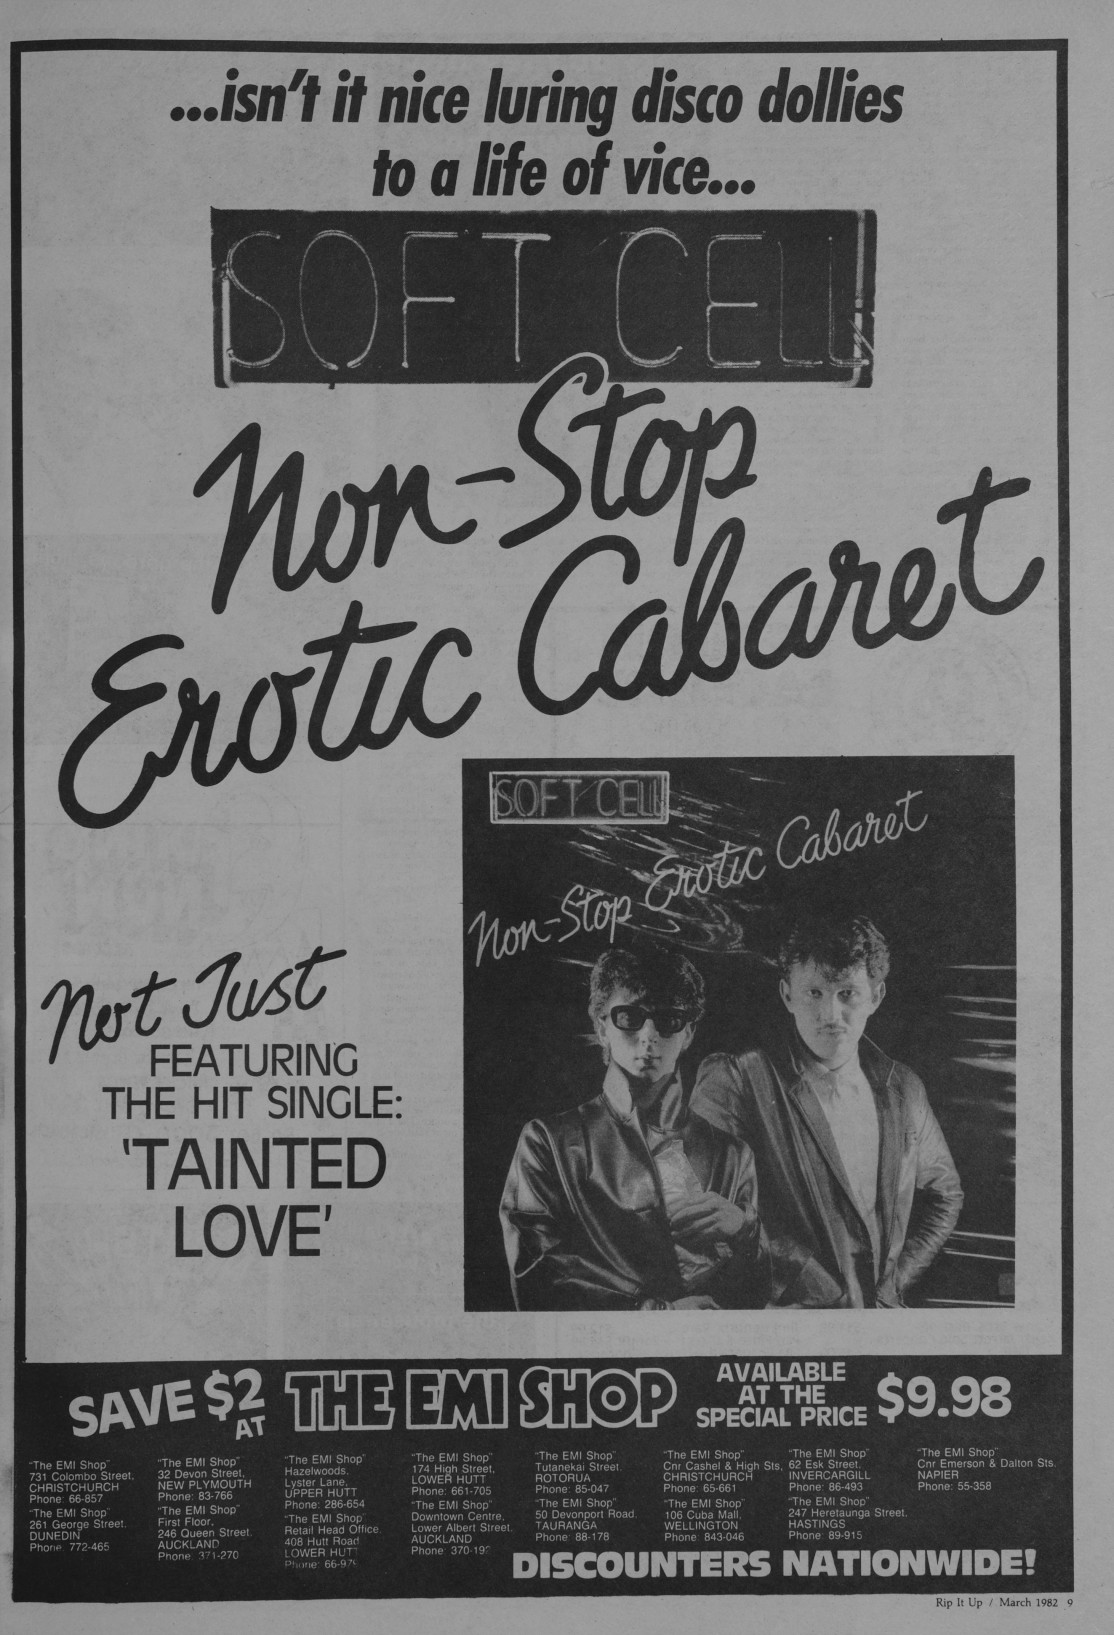 ...isn't it nice luring disco dollies
to a life of vice...
SOFT CELL
Non-Stop
Erotic Cabaret
SOFT CELL
Non-Stop Erotic Cabaret
Not Just
FEATURING
THE HIT SINGLE:
'TAINTED
LOVE'
SAVE $2
AT
THE EMI SHOP
AVAILABLE
AT THE
SPECIAL PRICE
$9.98
"The EMI Shop"
731 Colombo Street,
CHRISTCHURCH
Phone: 66-857
"The EMI Shop"
261 George Street.
DUNEDIN
Phone: 772-465
"The EMI Shop"
32 Devon Street,
NEW PLYMOUTH
Phone: 83-766
"The EMI Shop"
First Floor,
246 Queen Street.
AUCKLAND
Phone: 371-270
"The EMI Shop"
Hazelwoods,
Lyster Lane,
UPPER HUTT
Phone: 286-654
"The EMI Shop"
Retail Head Office.
408 Hutt Road
LOWER HUTT
Phone:
"The EMI Shop"
174 High Street,
LOWER HUTT
Phone: 661-705
"The EMI Shop"
Downtown Centre,
Lower Albert Street,
AUCKLAND
Phone:
"The EMI Shop"
Tutanekai Street.
ROTORUA
Phone: 85-047
"The EMI Shop"
50 Devonport Road,
TAURANGA
Phone: 88-178
"The EMI Shop"
Cnr Cashel & High Sts,
CHRISTCHURCH
Phone: 65-661
"The EMI Shop"
106 Cuba Mall,
WELLINGTON
Phone: 843-046
"The EMI Shop"
62 Esk Street.
INVERCARGILL
Phone: 86-493
"The EMI Shop"
247 Heretaunga Street.
HASTINGS
Phone: 89-915
"The EMI Shop"
Cnr Emerson & Dalton Sts.
NAPIER
Phone: 55-358
DISCOUNTERS NATIONWIDE!
Rip It Up / March 1982 9